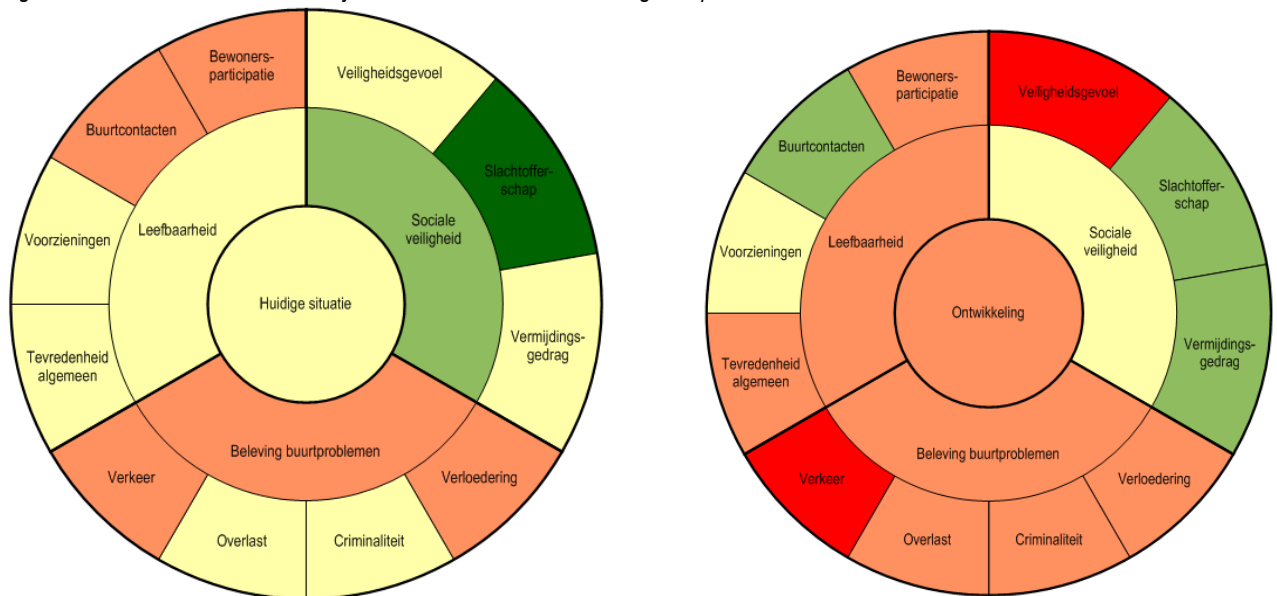 Bewoners-
participatie
Veiligheidsgevoel
Buurtcontacten
Slachtoffer-
schap
Voorzieningen
Leefbaarheid
Sociale
veiligheid
Huidige situatie
Tevredenheid
algemeen
Vermijdings-
gedrag
Beleving buurtproblemen
Verkeer
Verloedering
Overlast
Criminaliteit
Bewoners-
participatie
Veiligheidsgevoel
Buurtcontacten
Slachtoffer-
schap
Voorzieningen
Leefbaarheid
Sociale
veiligheid
Ontwikkeling
Tevredenheid
algemeen
Vermijdings-
gedrag
Beleving buurtproblemen
Verkeer
Verloedering
Overlast
Criminaliteit